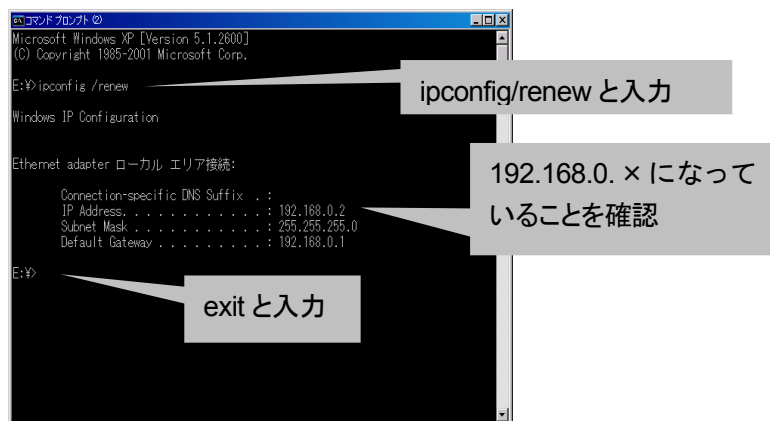 コマンド プロンプト (2)
Microsoft Windows XP [Version 5.1.2600]
(C) Copyright 1985-2001 Microsoft Corp.
E:¥>ipconfig /renew
ipconfig/renew と入力
Windows IP Configuration
Ethernet adapter ローカル エリア接続:
Connection-specific DNS Suffix . :
IP Address. . . . . . . . . . . . : 192.168.0.2
Subnet Mask . . . . . . . . . . . : 255.255.255.0
Default Gateway . . . . . . . . . : 192.168.0.1
192.168.0. × になって
いることを確認
E:¥>
exit と入力